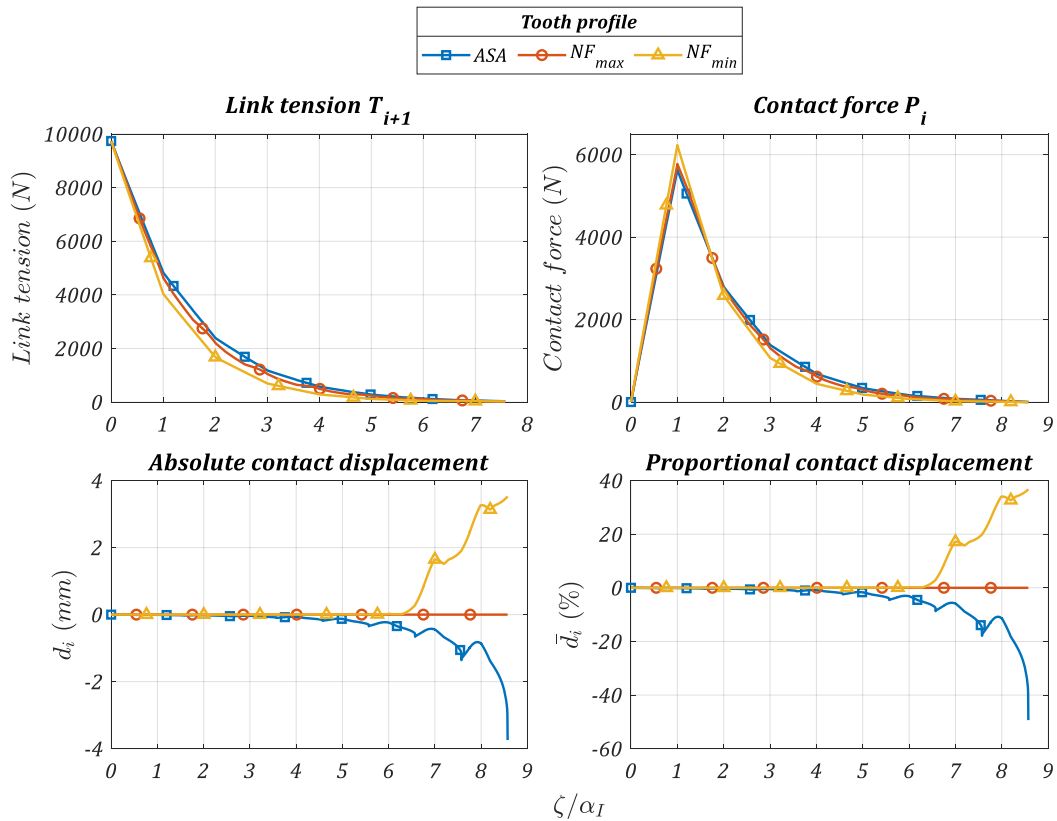 Tooth profile
ASA NF_max NF_min
Link tension T_{i+1}
Contact force P_i
10000
8000
6000
4000
2000
0
Link tension (N)
0 1 2 3 4 5 6 7 8
6000
4000
2000
0
Contact force (N)
0 1 2 3 4 5 6 7 8 9
Absolute contact displacement
Proportional contact displacement
4
2
0
-2
-4
d_i (mm)
0 1 2 3 4 5 6 7 8 9
40
20
0
-20
-40
-60
d̄_i (%)
0 1 2 3 4 5 6 7 8 9
ζ/α_I